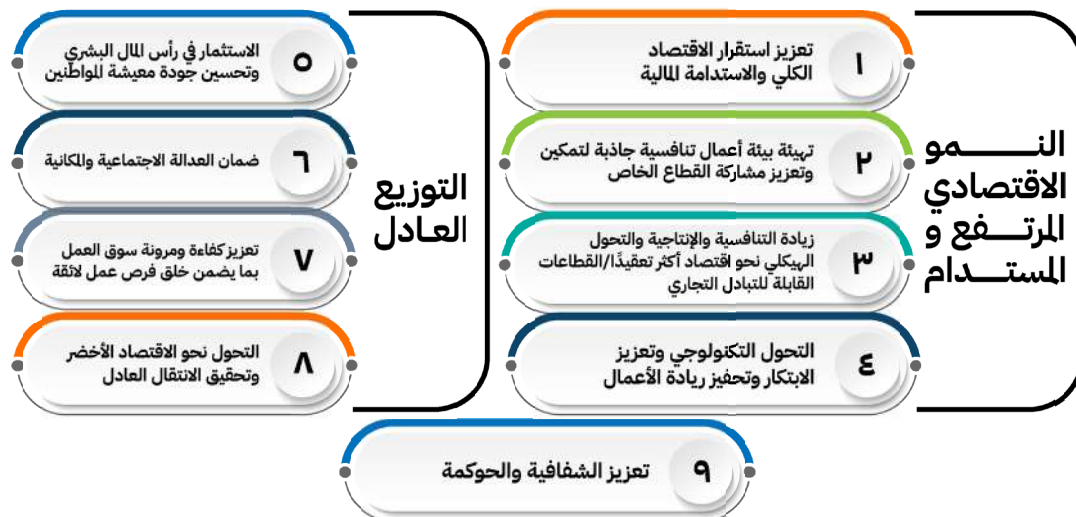 النـــــمو
الاقتصادي
المرتـــفع و
المستـــدام
١
تعزيز استقرار الاقتصاد
الكلي والاستدامة المالية
٢
تهيئة بيئة أعمال تنافسية جاذبة لتمكين
وتعزيز مشاركة القطاع الخاص
٣
زيادة التنافسية والإنتاجية والتحول
الهيكلي نحو اقتصاد أكثر تعقيدًا/القطاعات
القابلة للتبادل التجاري
٤
التحول التكنولوجي وتعزيز
الابتكار وتحفيز ريادة الأعمال
التوزيع
العـادل
٥
الاستثمار في رأس المال البشري
وتحسين جودة معيشة المواطنين
٦
ضمان العدالة الاجتماعية والمكانية
٧
تعزيز كفاءة ومرونة سوق العمل
بما يضمن خلق فرص عمل لائقة
٨
التحول نحو الاقتصاد الأخضر
وتحقيق الانتقال العادل
٩
تعزيز الشفافية والحوكمة